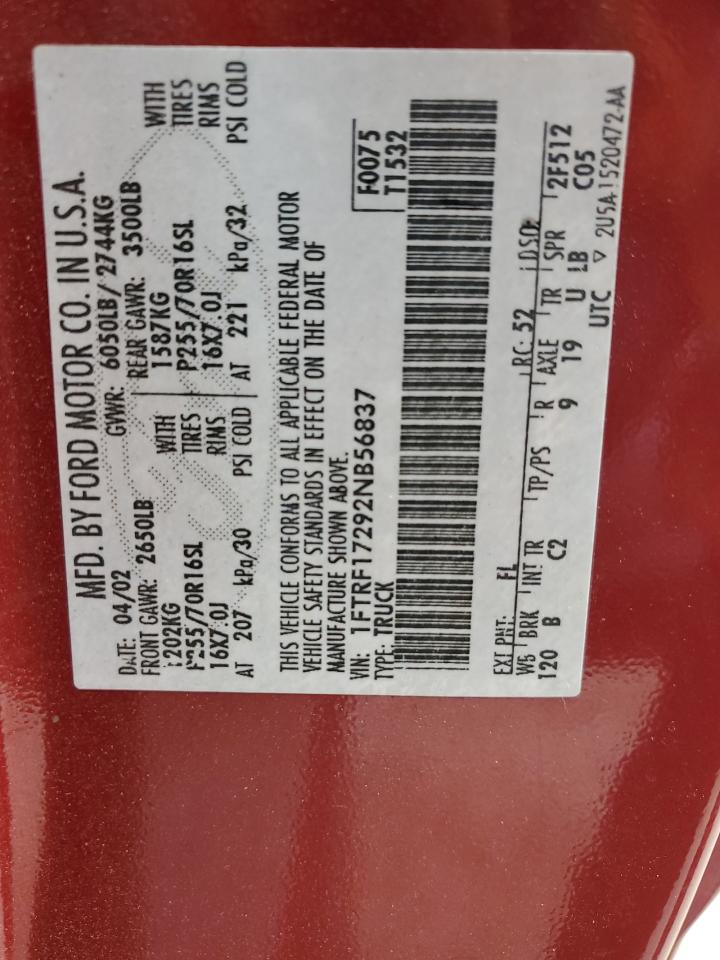 MFD. BY FORD MOTOR CO. IN U.S.A.
DATE: 04/02 GVWR: 6050LB/2744KG
FRONT GAWR: 2650LB REAR GAWR: 3500LB
1202KG WITH 1587KG WITH
P255/70R16SL TIRES P255/70R16SL TIRES
16X7.0J RIMS 16X7.0J RIMS
AT 207 kPa/30 PSI COLD AT 221 kPa/32 PSI COLD
THIS VEHICLE CONFORMS TO ALL APPLICABLE FEDERAL MOTOR
VEHICLE SAFETY STANDARDS IN EFFECT ON THE DATE OF
MANUFACTURE SHOWN ABOVE.
VIN: 1FTRF17292NB56837 F0075
TYPE: TRUCK T1532
EXT PNT: FL RC: 52 DSO:
WB BRK INT TR TP/PS R AXLE TR SPR 2F512
120 B C2 9 19 U LB C05
UTC ▽ 2U5A-1520472-AA